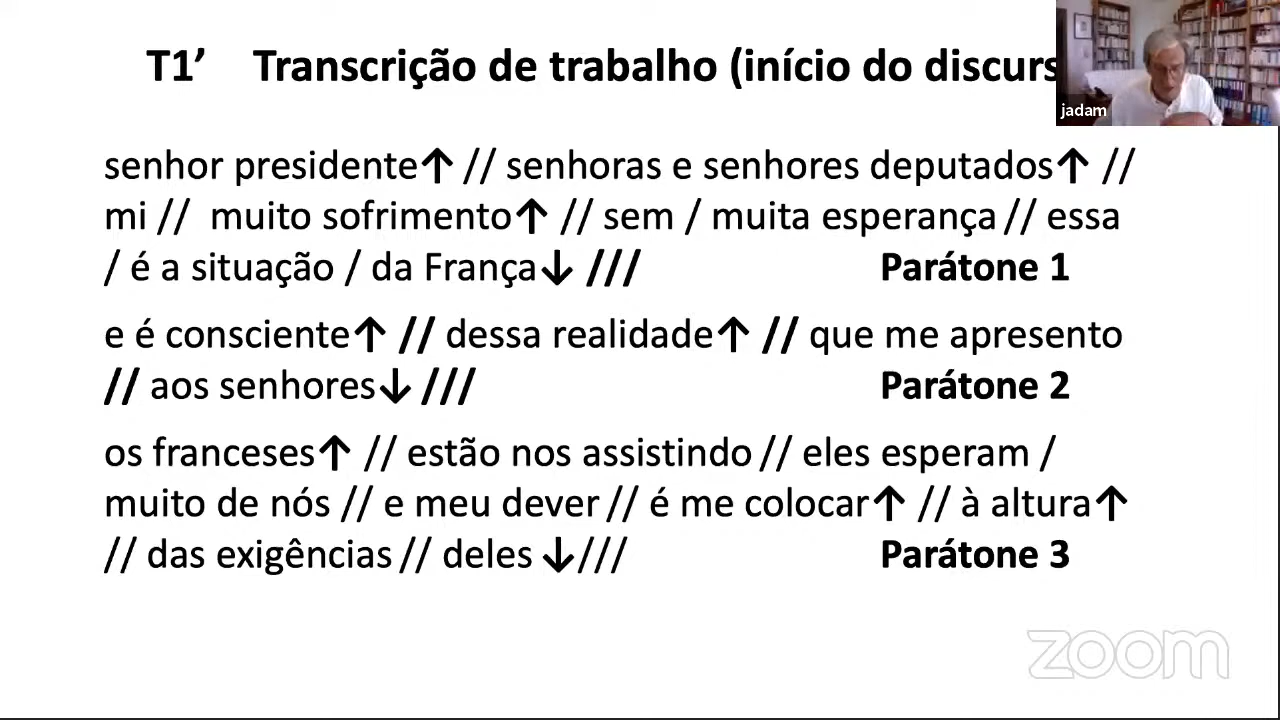 T1’ Transcrição de trabalho (início do discurs
jadam
senhor presidente↑ // senhoras e senhores deputados↑ //
mi // muito sofrimento↑ // sem / muita esperança // essa
/ é a situação / da França↓ /// Parátone 1
e é consciente↑ // dessa realidade↑ // que me apresento
// aos senhores↓ /// Parátone 2
os franceses↑ // estão nos assistindo // eles esperam /
muito de nós // e meu dever // é me colocar↑ // à altura↑
// das exigências // deles ↓/// Parátone 3
zoom